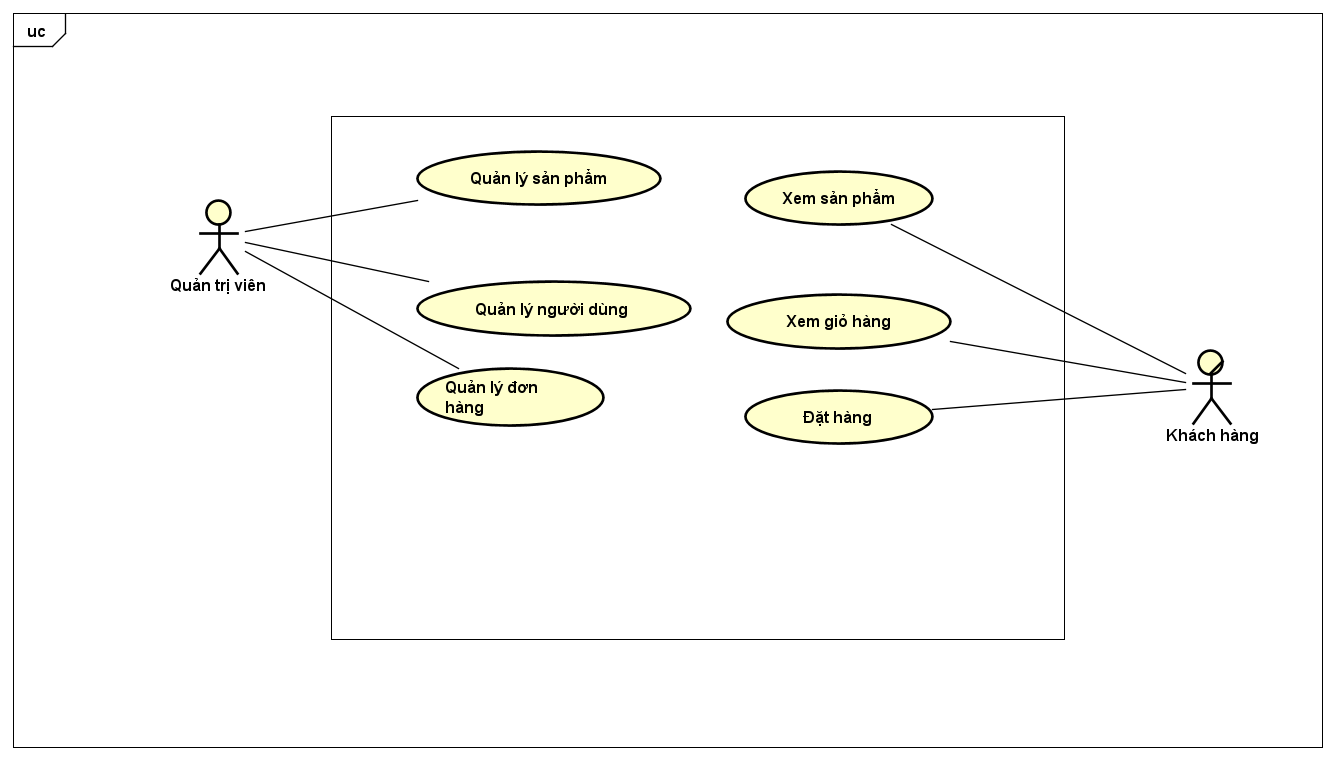 uc
Quản lý sản phẩm
Xem sản phẩm
Quản trị viên
Quản lý người dùng
Xem giỏ hàng
Quản lý đơn
hàng
Đặt hàng
Khách hàng